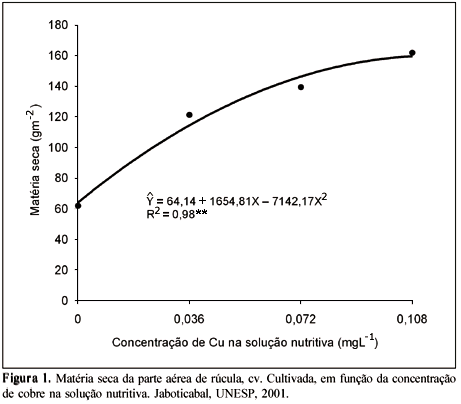 180
160
140
120
100
80
60
40
20
0
Matéria seca (gm⁻²)
Ŷ = 64,14 + 1654,81X – 7142,17X²
R² = 0,98**
0 0,036 0,072 0,108
Concentração de Cu na solução nutritiva (mgL⁻¹)
Figura 1. Matéria seca da parte aérea de rúcula, cv. Cultivada, em função da concentração
de cobre na solução nutritiva. Jaboticabal, UNESP, 2001.